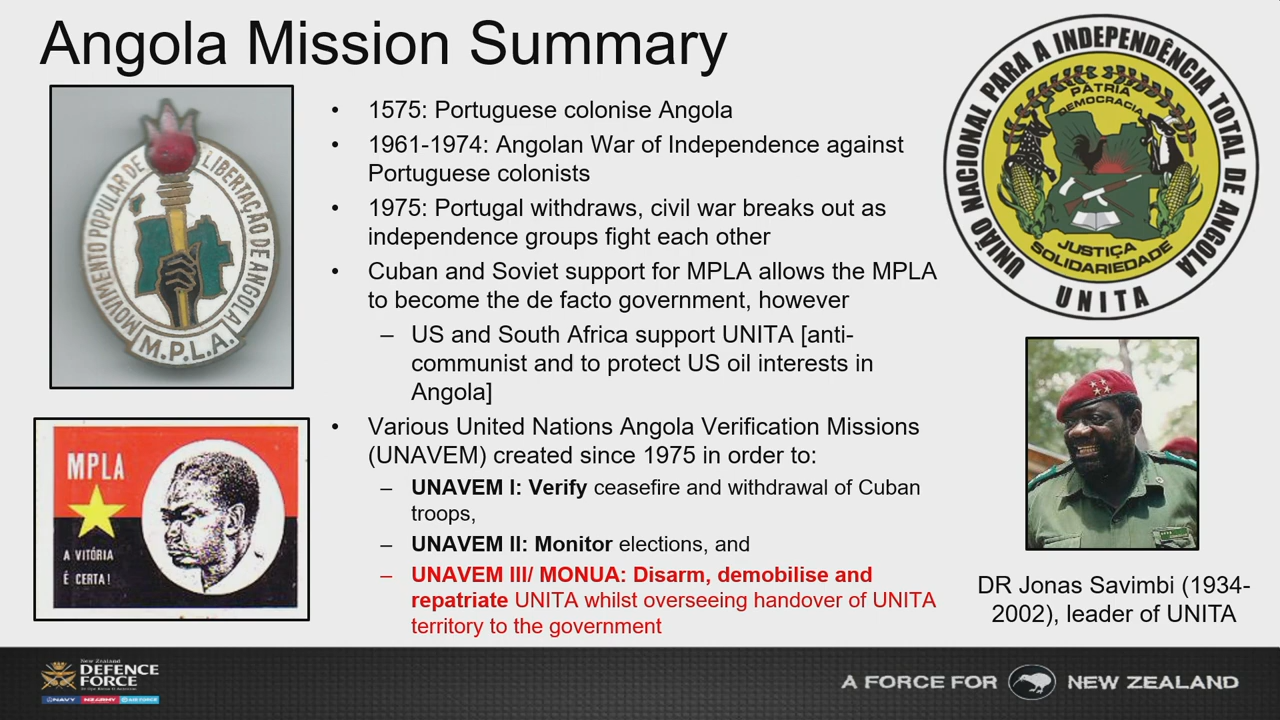 Angola Mission Summary
MOVIMENTO POPULAR DE LIBERTAÇÃO DE ANGOLA
M.P.L.A.
MPLA
A VITÓRIA
É CERTA!
• 1575: Portuguese colonise Angola
• 1961-1974: Angolan War of Independence against
Portuguese colonists
• 1975: Portugal withdraws, civil war breaks out as
independence groups fight each other
• Cuban and Soviet support for MPLA allows the MPLA
to become the de facto government, however
– US and South Africa support UNITA [anti-
communist and to protect US oil interests in
Angola]
• Various United Nations Angola Verification Missions
(UNAVEM) created since 1975 in order to:
– UNAVEM I: Verify ceasefire and withdrawal of Cuban
troops,
– UNAVEM II: Monitor elections, and
– UNAVEM III/ MONUA: Disarm, demobilise and
repatriate UNITA whilst overseeing handover of UNITA
territory to the government
UNIÃO NACIONAL PARA A INDEPENDÊNCIA TOTAL DE ANGOLA
PATRIA
DEMOCRACIA
JUSTIÇA
SOLIDARIEDADE
UNITA
DR Jonas Savimbi (1934-
2002), leader of UNITA
New Zealand
DEFENCE
FORCE
NAVY NZARMY AIR FORCE
A FORCE FOR NEW ZEALAND